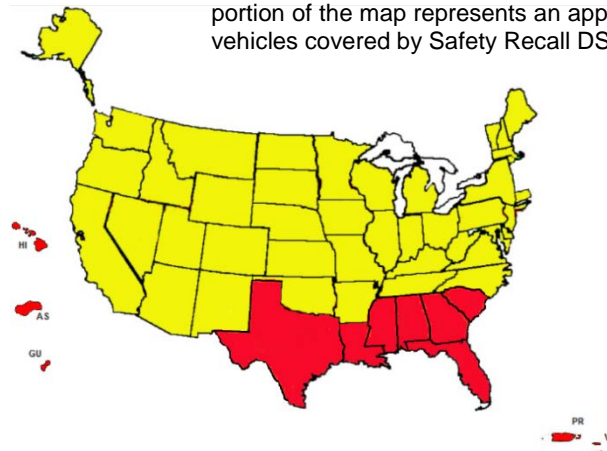 portion of the map represents an app
vehicles covered by Safety Recall DS
HI
AS
GU
PR